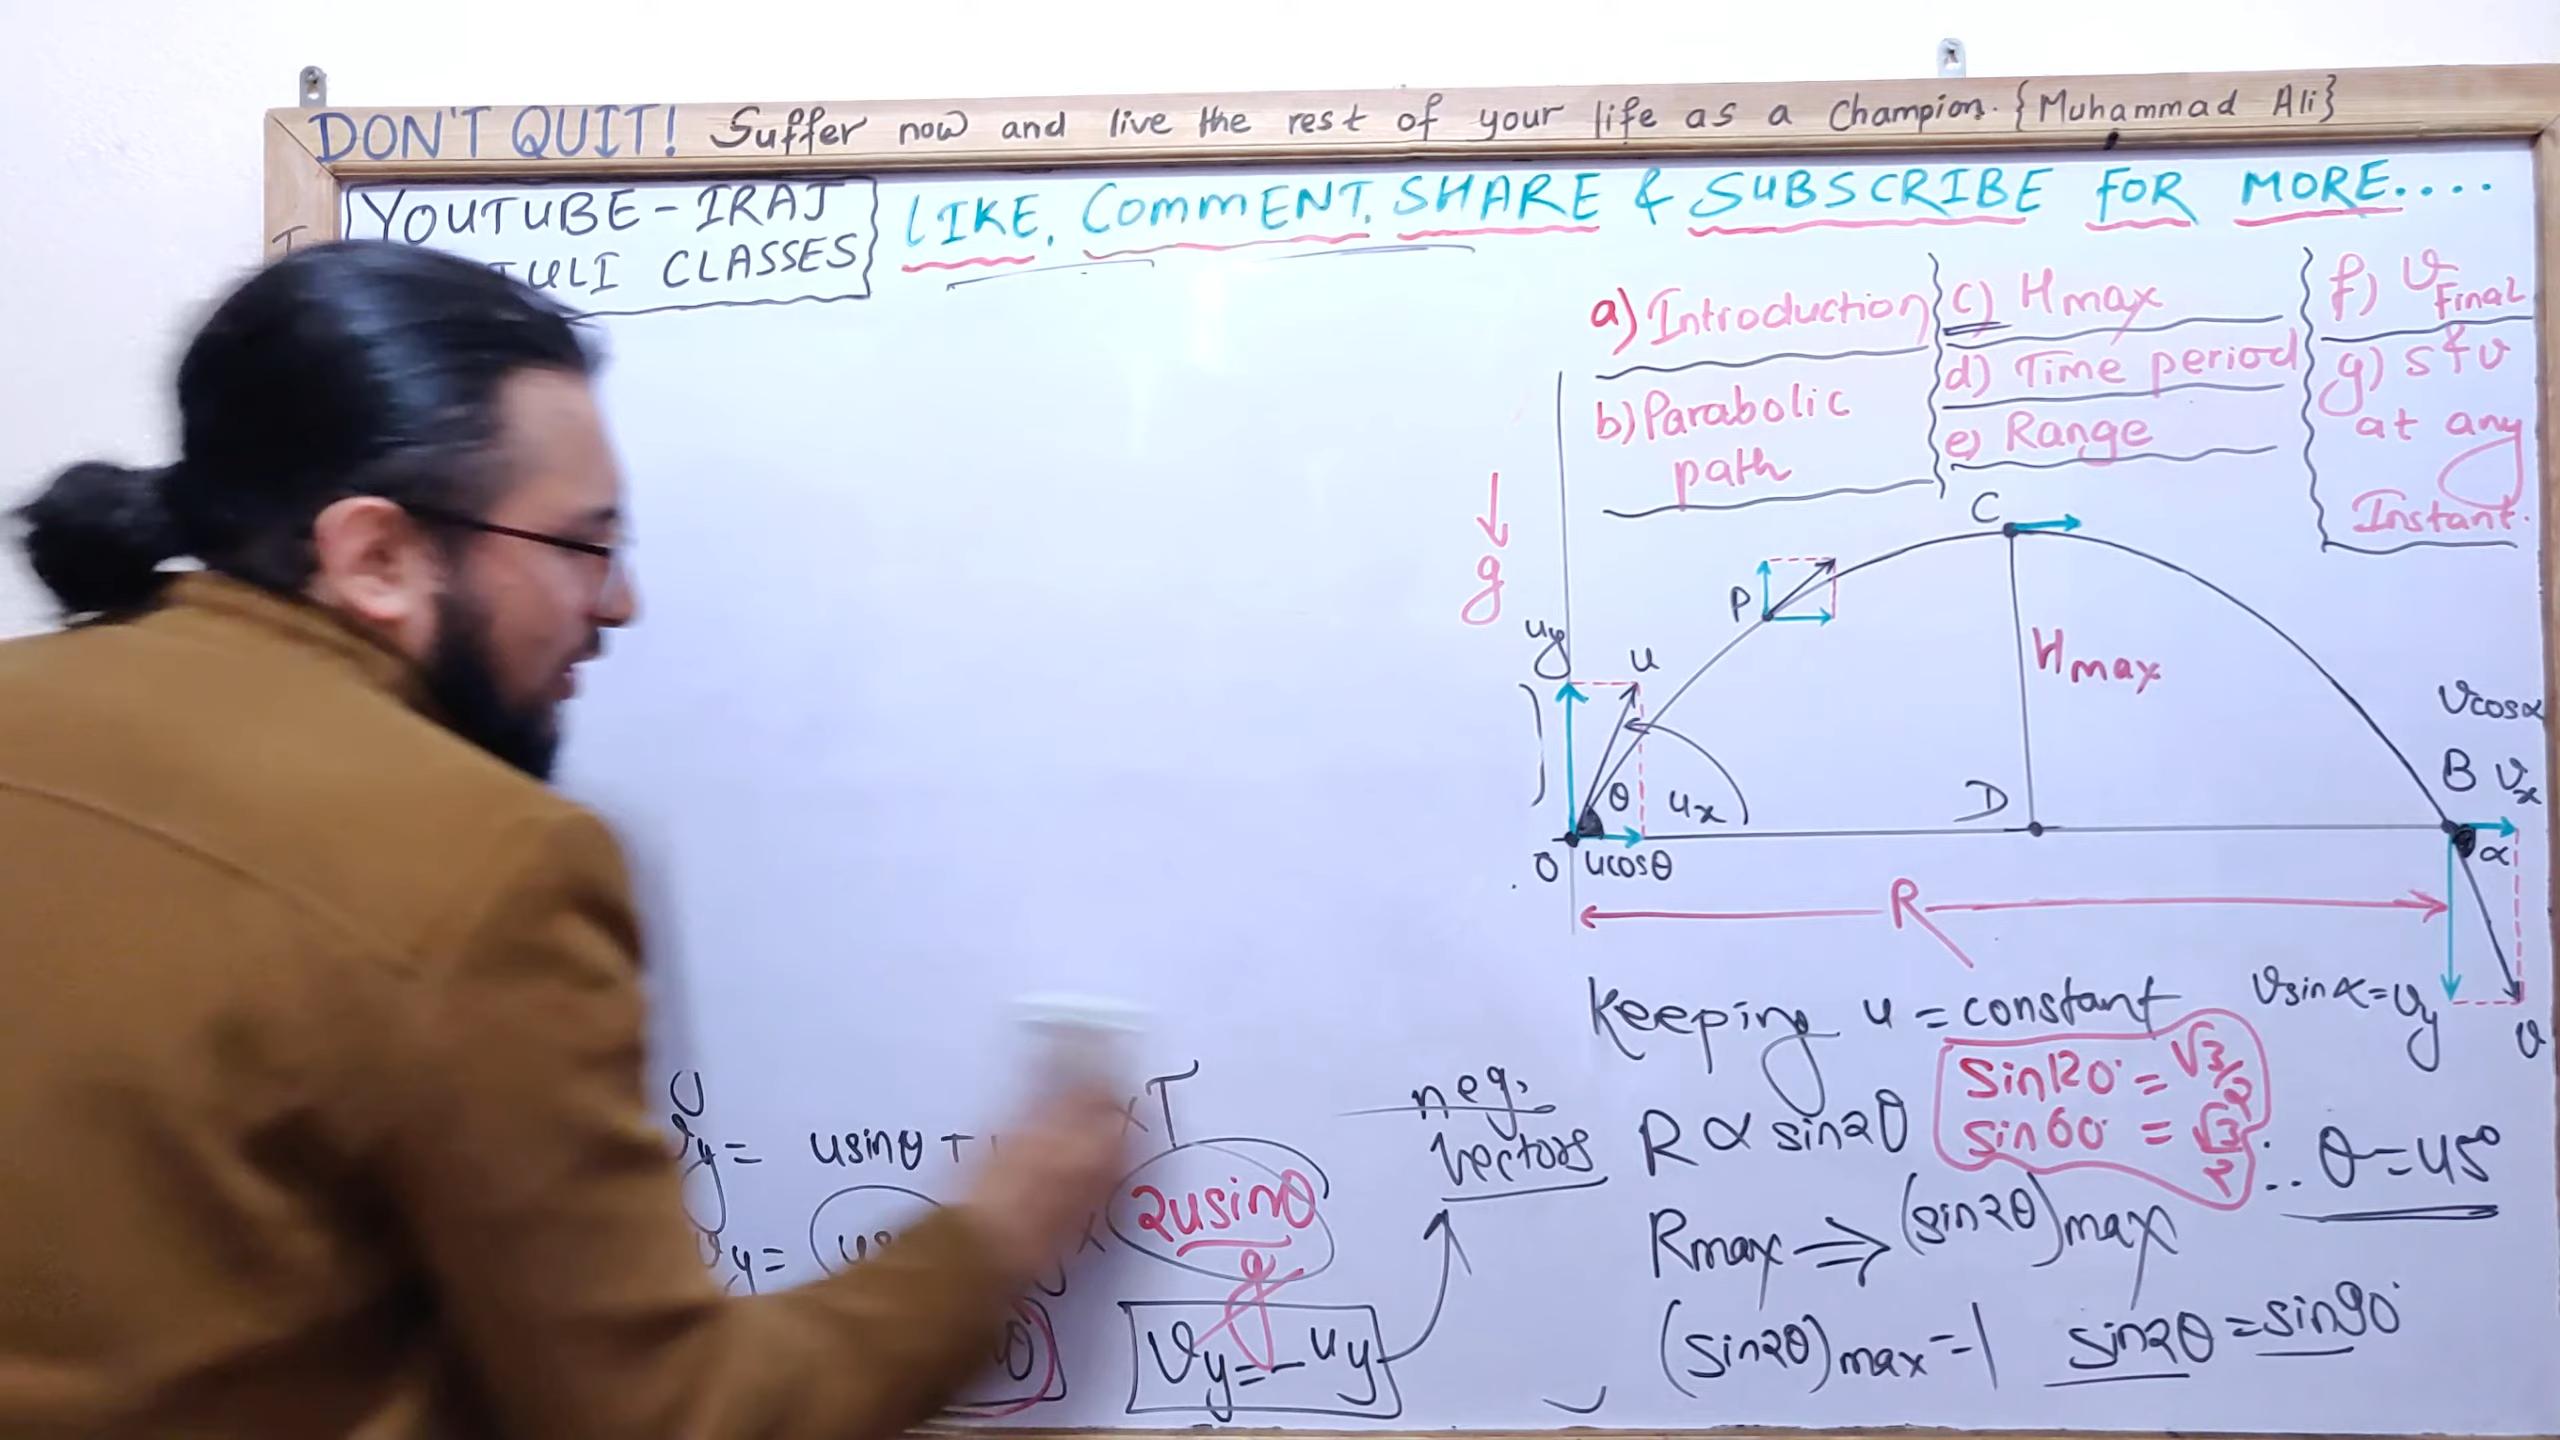 DON'T QUIT! Suffer now and live the rest of your life as a Champion. {Muhammad Ali}
YOUTUBE-IRAJ
ULI CLASSES
LIKE, COMMENT, SHARE & SUBSCRIBE FOR MORE....
a) Introduction
b) Parabolic
path
c) Hmax
d) Time period
e) Range
f) v Final
g) s & v
at any
Instant.
↓
g
C
P
uy
u
Hmax
θ
ux
D
O
ucosθ
vcosα
B vx
α
R
vsinα=vy
v
Keeping u = constant
R α sin2θ
sin120° = √3/2
sin60° = √3/2
∴ θ=45°
Rmax ⇒ (sin2θ)max
(sin2θ)max=1 sin2θ = sin90°
neg.
vectors
vy = usinθ +
×T
y=
× 2usinθ
g
vy=-uy